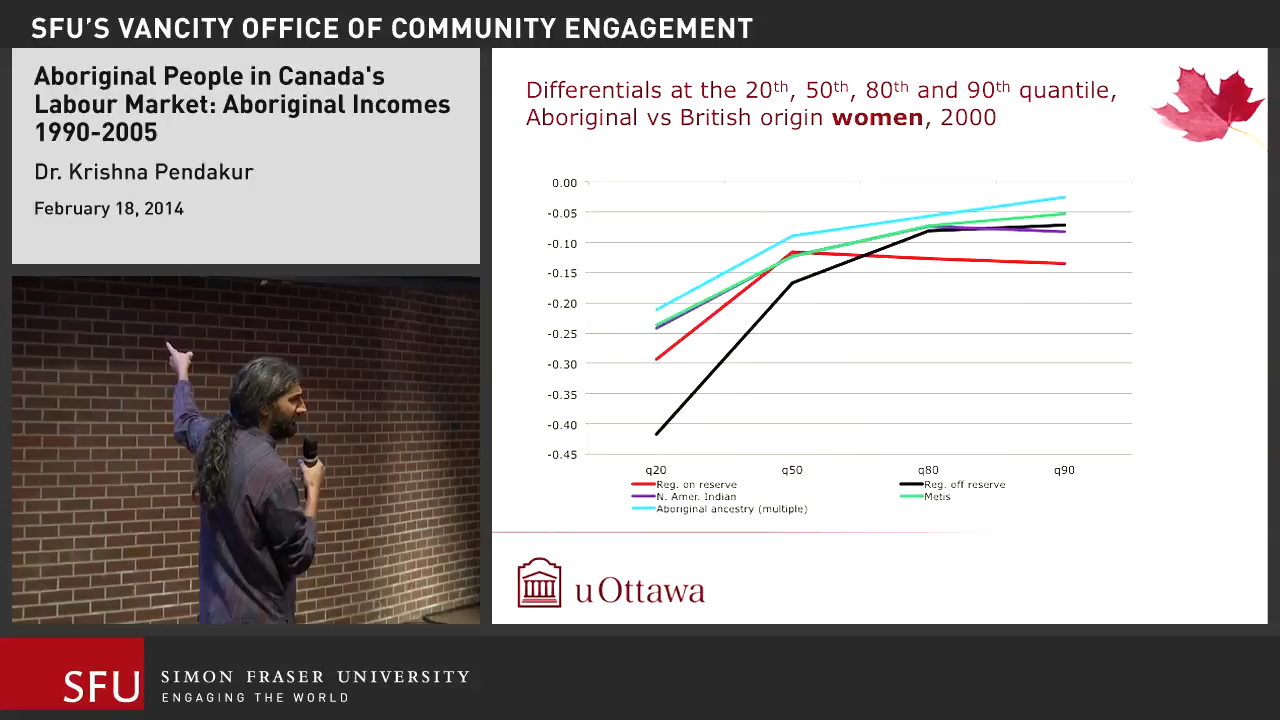 SFU'S VANCITY OFFICE OF COMMUNITY ENGAGEMENT
Aboriginal People in Canada's
Labour Market: Aboriginal Incomes
1990-2005
Dr. Krishna Pendakur
February 18, 2014
Differentials at the 20th, 50th, 80th and 90th quantile,
Aboriginal vs British origin women, 2000
0.00
-0.05
-0.10
-0.15
-0.20
-0.25
-0.30
-0.35
-0.40
-0.45
q20 q50 q80 q90
Reg. on reserve Reg. off reserve
N. Amer. Indian Metis
Aboriginal ancestry (multiple)
uOttawa
SFU SIMON FRASER UNIVERSITY
ENGAGING THE WORLD